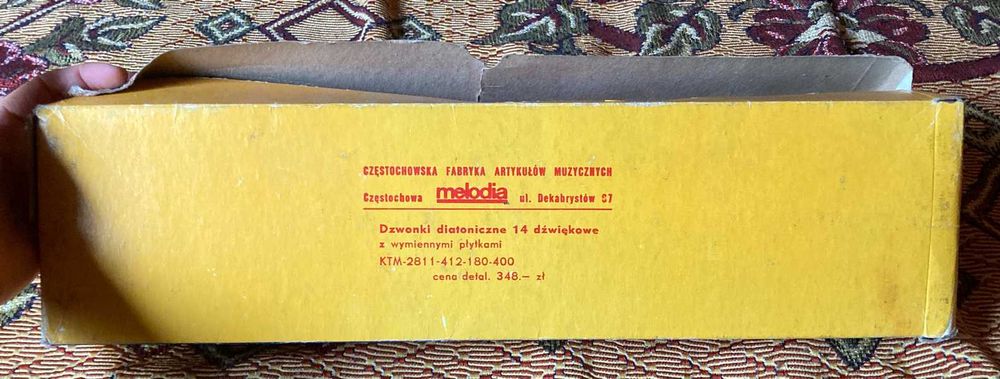 CZĘSTOCHOWSKA FABRYKA ARTYKUŁÓW MUZYCZNYCH
Częstochowa melodia ul. Dekabrystów 87
Dzwonki diatoniczne 14 dźwiękowe
z wymiennymi płytkami
KTM-2811-412-180-400
cena detal. 348.– zł